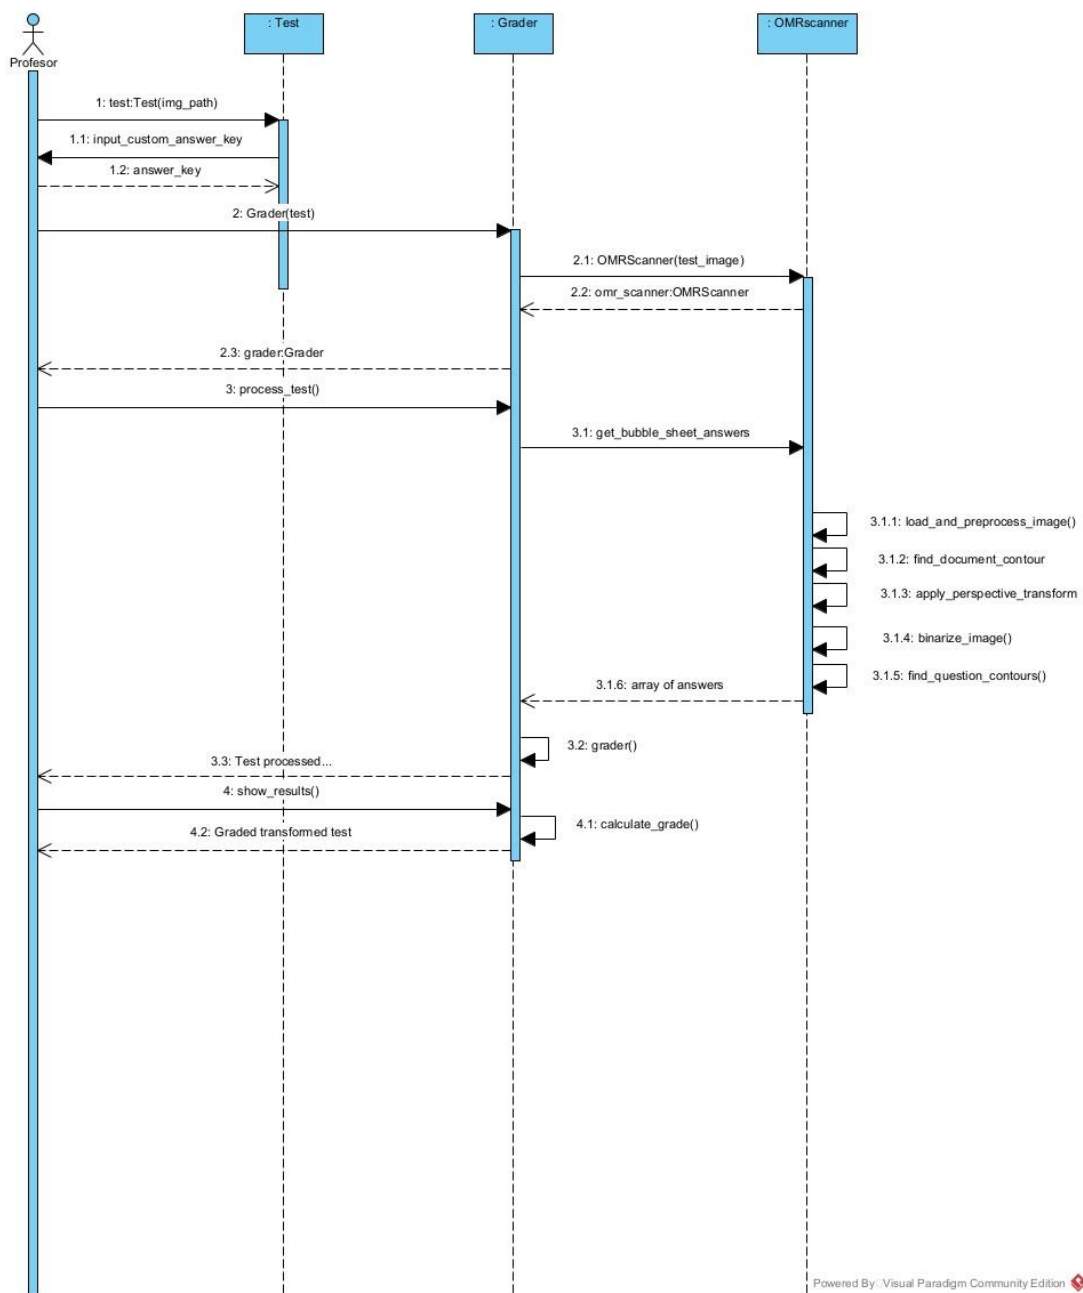 : Test
: Grader
: OMRscanner
Profesor
1: test:Test(img_path)
1.1: input_custom_answer_key
1.2: answer_key
2: Grader(test)
2.1: OMRScanner(test_image)
2.2: omr_scanner:OMRScanner
2.3: grader:Grader
3: process_test()
3.1: get_bubble_sheet_answers
3.1.1: load_and_preprocess_image()
3.1.2: find_document_contour
3.1.3: apply_perspective_transform
3.1.4: binarize_image()
3.1.5: find_question_contours()
3.1.6: array of answers
3.2: grader()
3.3: Test processed...
4: show_results()
4.1: calculate_grade()
4.2: Graded transformed test
Powered By Visual Paradigm Community Edition